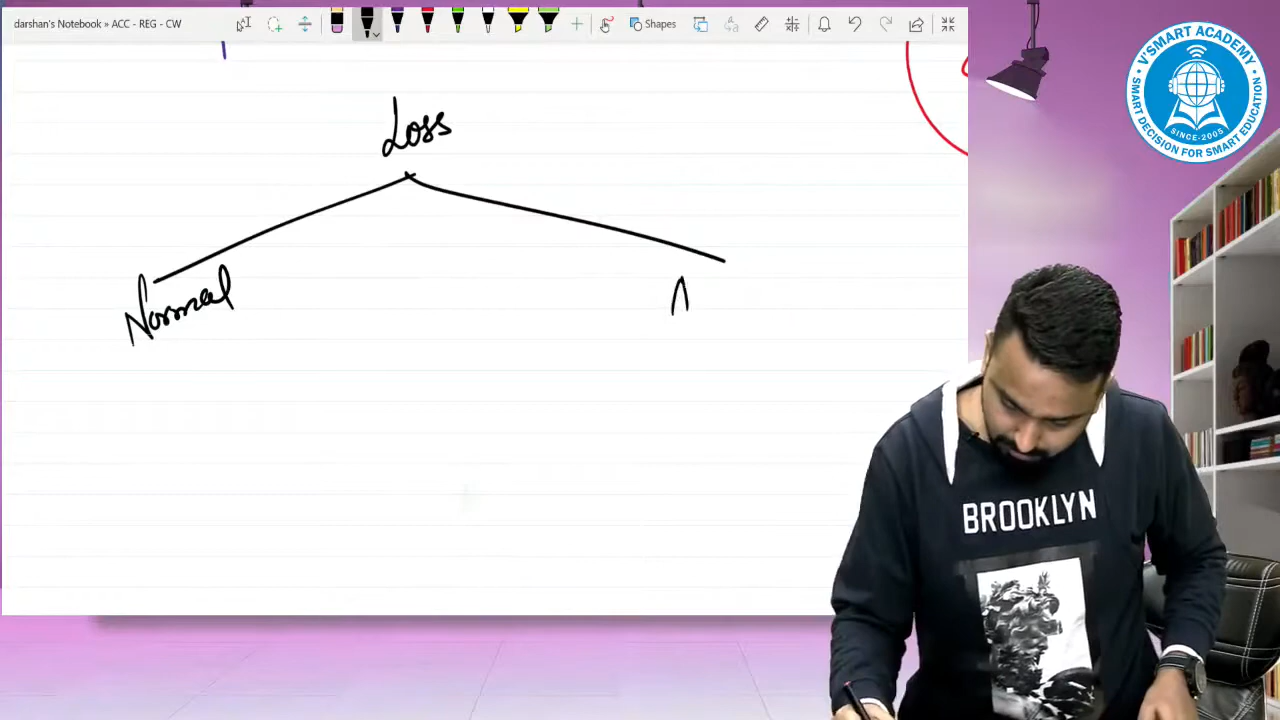 darshan's Notebook » ACC - REG - CW
Shapes
V'SMART ACADEMY
SINCE-2005
SMART DECISION FOR SMART EDUCATION
Loss
Normal
BROOKLYN